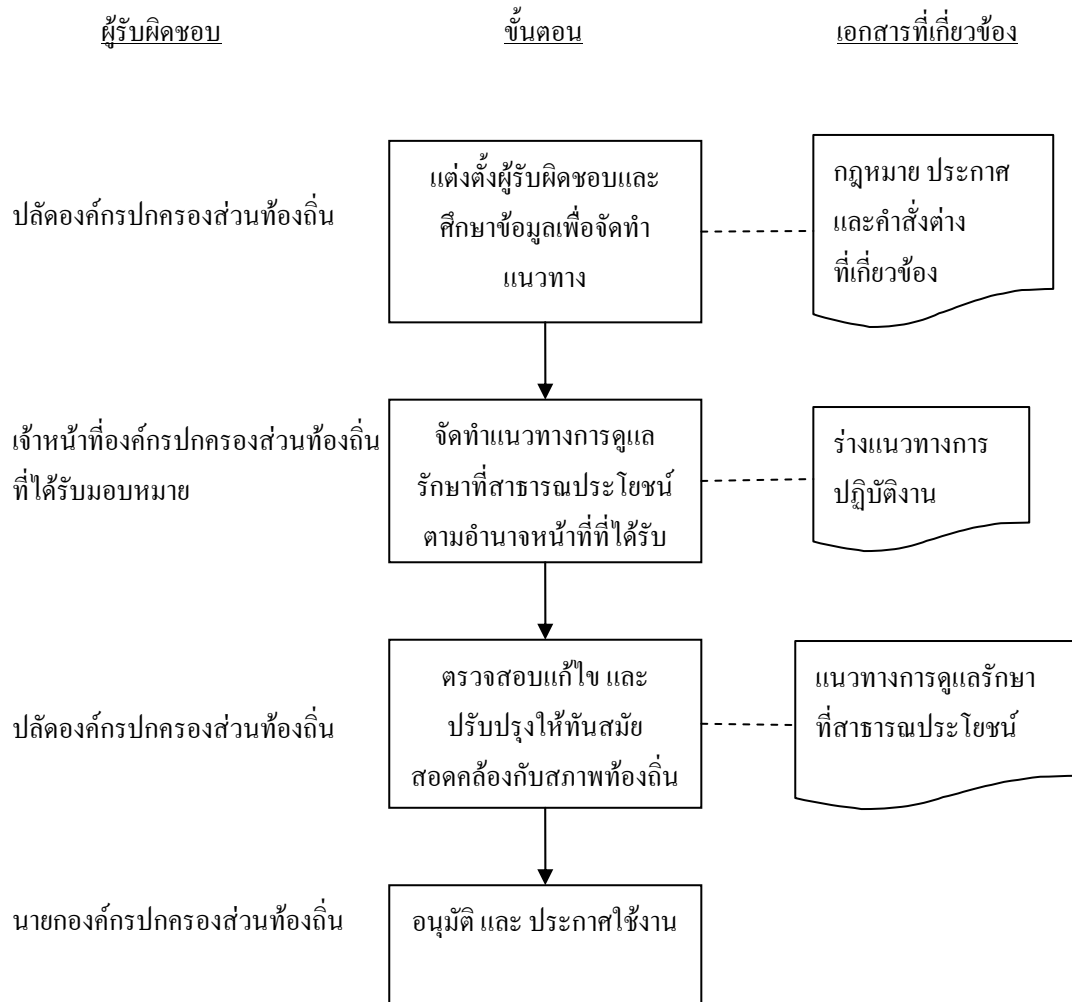 ผู้รับผิดชอบ
ขั้นตอน
เอกสารที่เกี่ยวข้อง
ปลัดองค์กรปกครองส่วนท้องถิ่น
แต่งตั้งผู้รับผิดชอบและ
ศึกษาข้อมูลเพื่อจัดทำ
แนวทาง
กฎหมาย ประกาศ
และคำสั่งต่าง
ที่เกี่ยวข้อง
เจ้าหน้าที่องค์กรปกครองส่วนท้องถิ่น
ที่ได้รับมอบหมาย
จัดทำแนวทางการดูแล
รักษาที่สาธารณประโยชน์
ตามอำนาจหน้าที่ที่ได้รับ
ร่างแนวทางการ
ปฏิบัติงาน
ปลัดองค์กรปกครองส่วนท้องถิ่น
ตรวจสอบแก้ไข และ
ปรับปรุงให้ทันสมัย
สอดคล้องกับสภาพท้องถิ่น
แนวทางการดูแลรักษา
ที่สาธารณประโยชน์
นายกองค์กรปกครองส่วนท้องถิ่น
อนุมัติ และ ประกาศใช้งาน